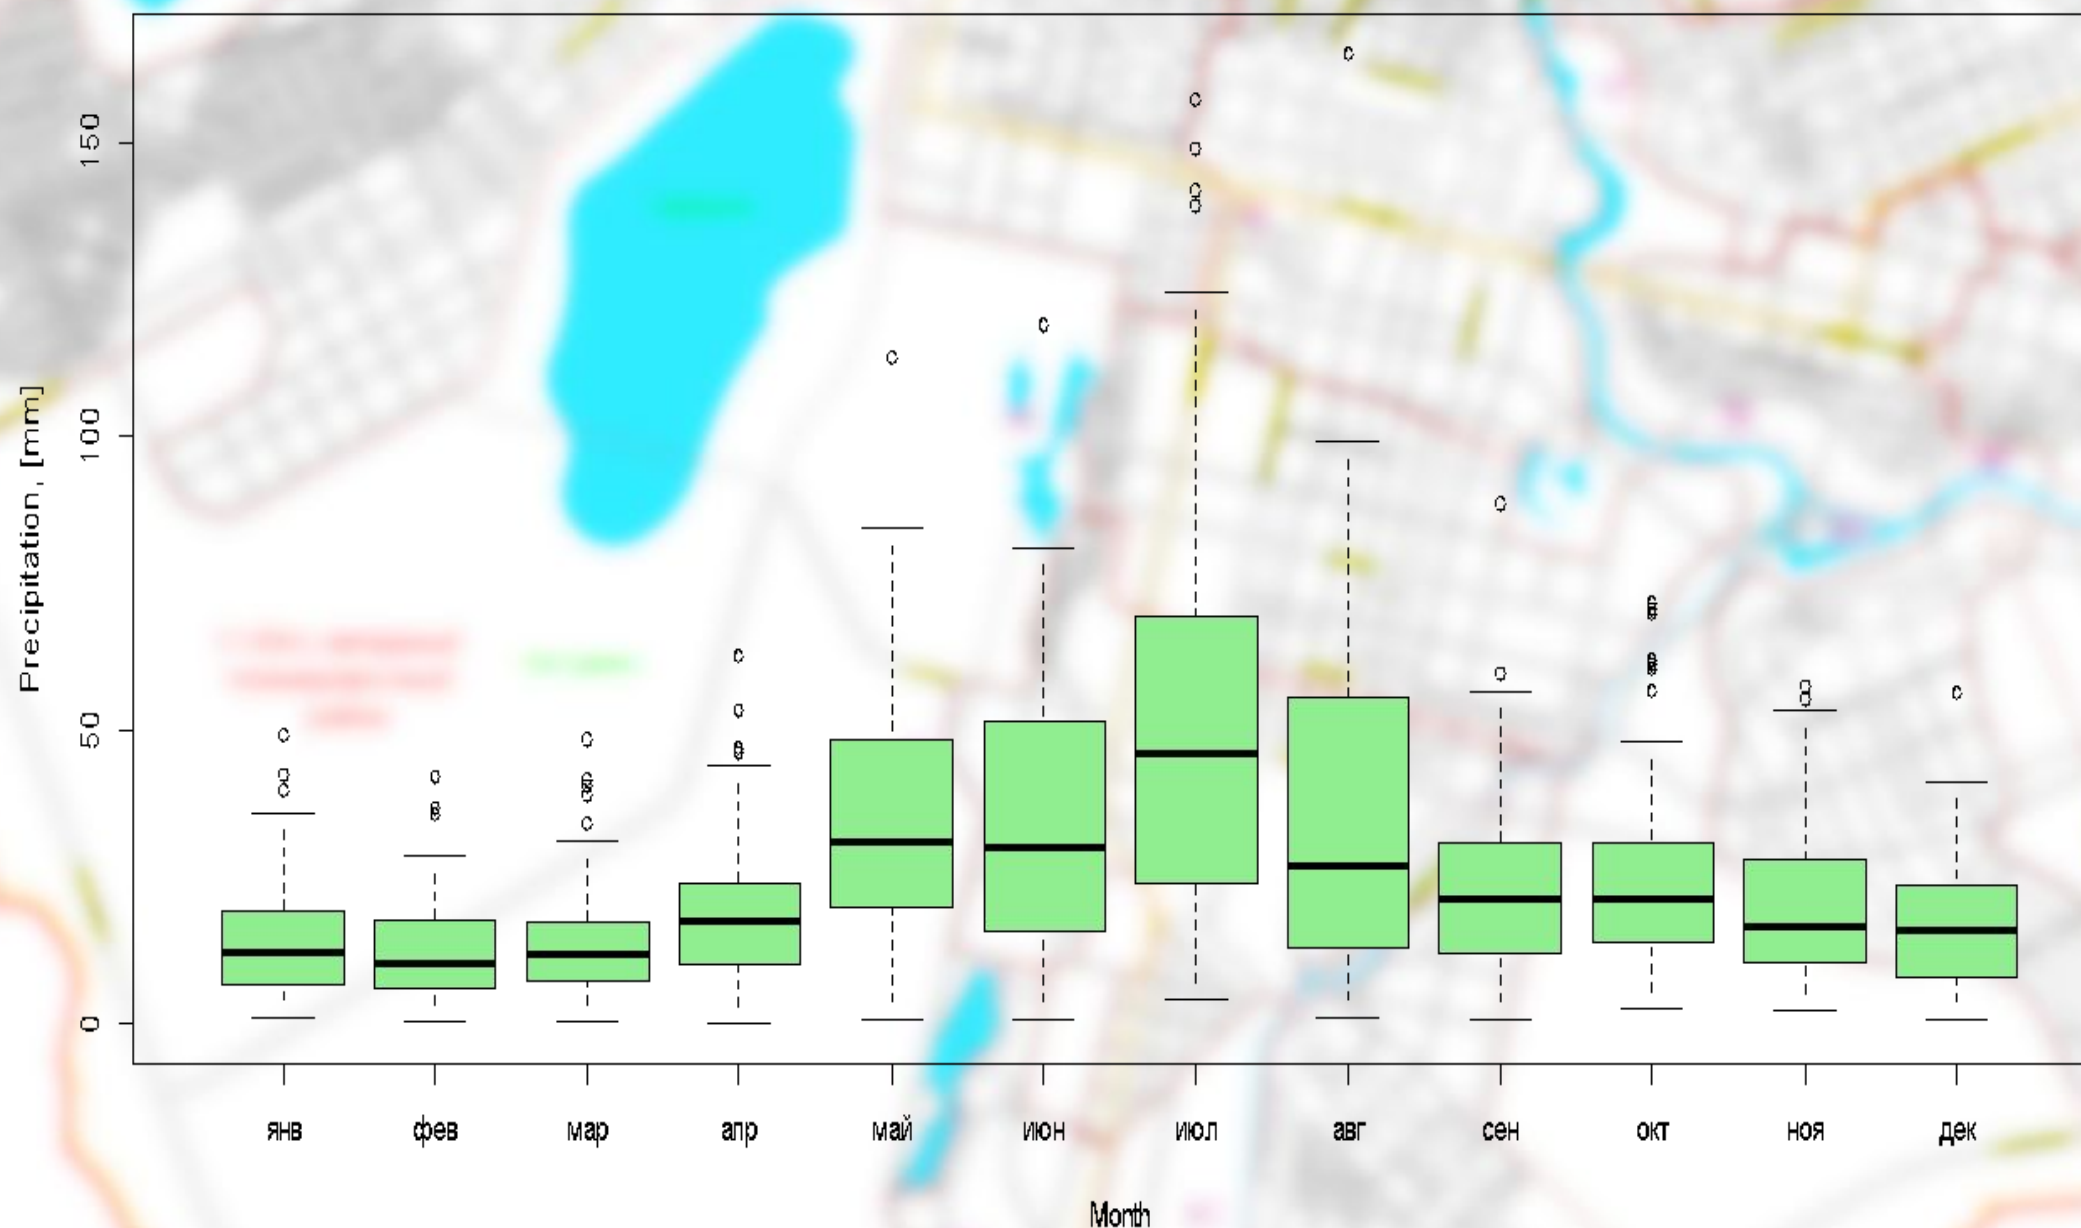 Precipitation, [mm]
150
100
50
0
янв фев мар апр май июн июл авг сен окт ноя дек
Month